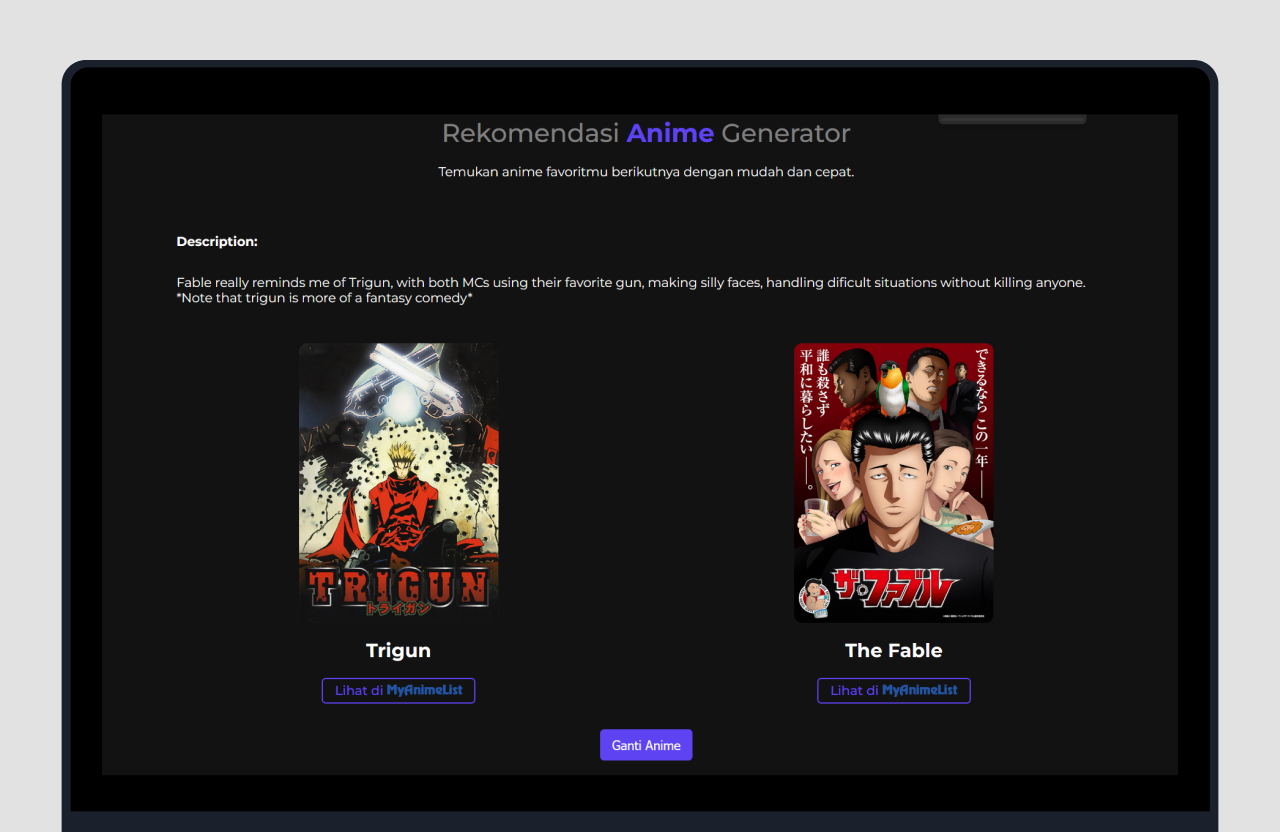 Rekomendasi Anime Generator
Temukan anime favoritmu berikutnya dengan mudah dan cepat.
Description:
Fable really reminds me of Trigun, with both MCs using their favorite gun, making silly faces, handling dificult situations without killing anyone.
*Note that trigun is more of a fantasy comedy*
TRIGUN
トライガン
できるなら この一年――
誰も殺さず
平和に暮らしたい――。
ザ・ファブル
Trigun
The Fable
Lihat di MyAnimeList
Lihat di MyAnimeList
Ganti Anime